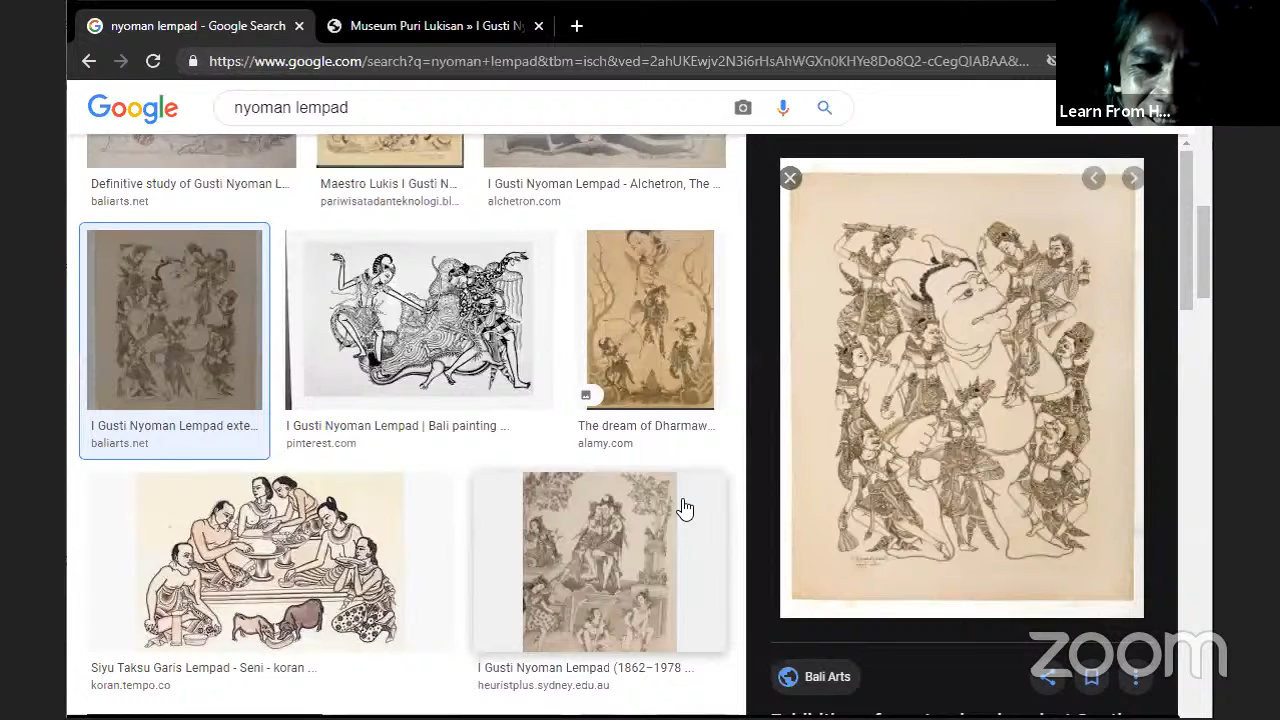 nyoman lempad - Google Search
Museum Puri Lukisan » I Gusti Ny
https://www.google.com/search?q=nyoman+lempad&tbm=isch&ved=2ahUKEwjv2N3i6rHsAhWGXn0KHYe8Do8Q2-cCegQIABAA&...
Learn From H...
Google
nyoman lempad
Definitive study of Gusti Nyoman L...
baliarts.net
Maestro Lukis I Gusti N...
pariwisatadanteknologi.bl...
I Gusti Nyoman Lempad - Alchetron, The ...
alchetron.com
I Gusti Nyoman Lempad exte...
baliarts.net
I Gusti Nyoman Lempad | Bali painting ...
pinterest.com
The dream of Dharmaw...
alamy.com
Siyu Taksu Garis Lempad - Seni - koran ...
koran.tempo.co
I Gusti Nyoman Lempad (1862–1978 ...
heuristplus.sydney.edu.au
Bali Arts
zoom